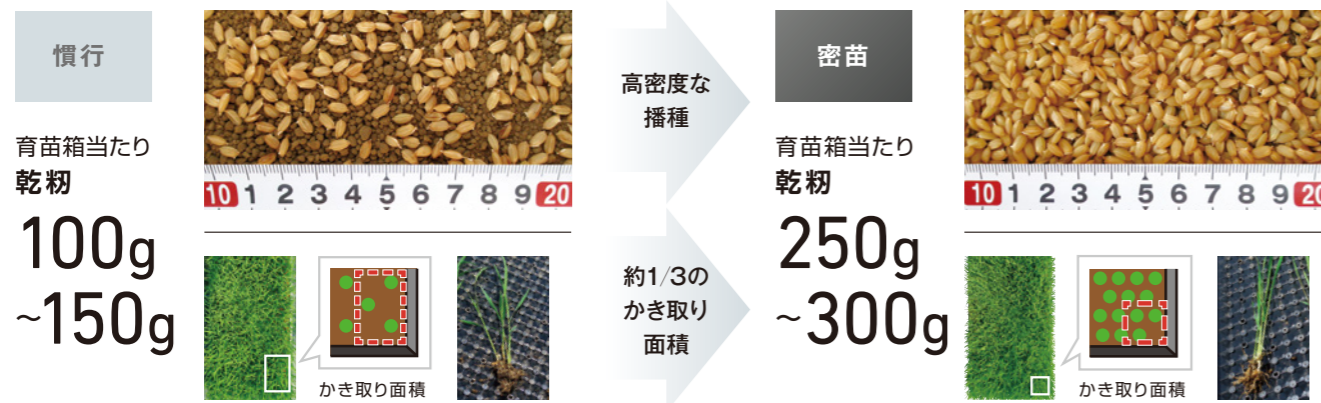 慣行
育苗箱当たり
乾籾
100g
~150g
10 1 2 3 4 5 6 7 8 9 20
かき取り面積
高密度な
播種
約1/3の
かき取り
面積
密苗
育苗箱当たり
乾籾
250g
~300g
10 1 2 3 4 5 6 7 8 9 20
かき取り面積